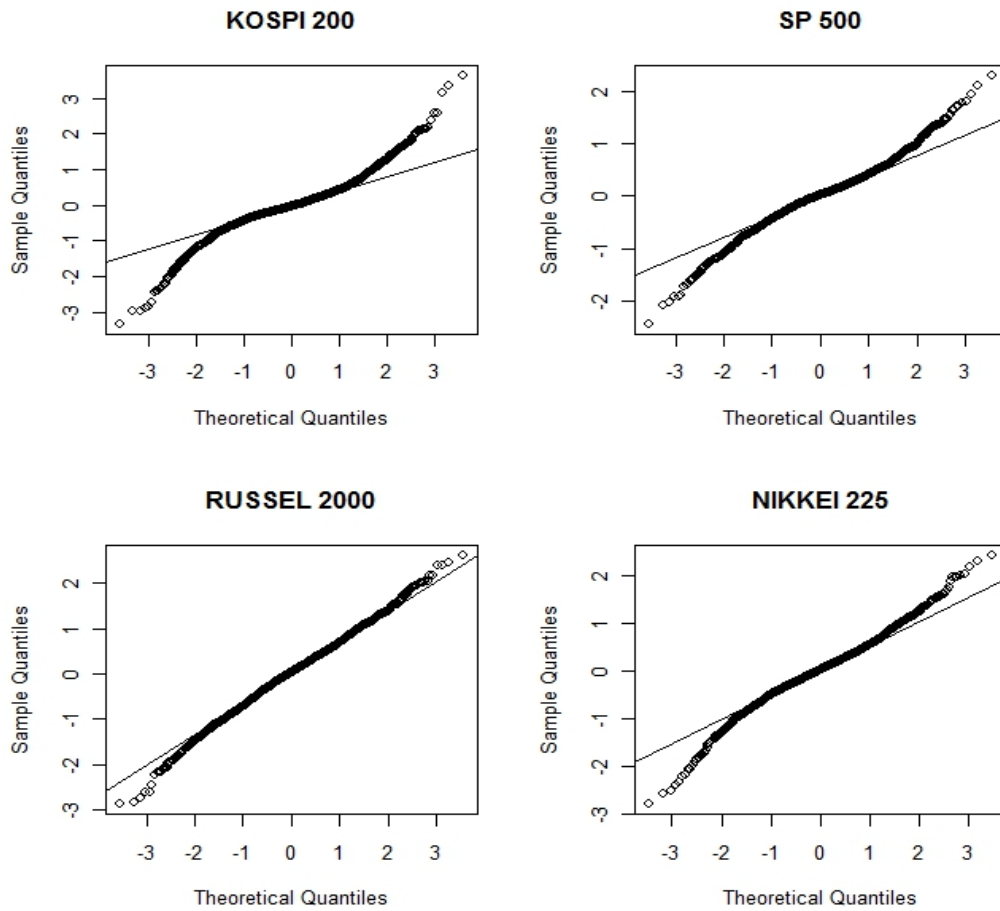 KOSPI 200
SP 500
Sample Quantiles
3
2
1
0
-1
-2
-3
-3 -2 -1 0 1 2 3
Theoretical Quantiles
Sample Quantiles
2
1
0
-1
-2
-3 -2 -1 0 1 2 3
Theoretical Quantiles
RUSSEL 2000
NIKKEI 225
Sample Quantiles
2
1
0
-1
-2
-3
-3 -2 -1 0 1 2 3
Theoretical Quantiles
Sample Quantiles
2
1
0
-1
-2
-3
-3 -2 -1 0 1 2 3
Theoretical Quantiles